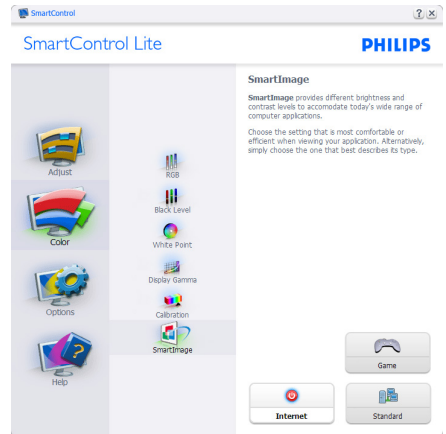 SmartControl
SmartControl Lite
PHILIPS
Adjust
Color
Options
Help
RGB
Black Level
White Point
Display Gamma
Calibration
SmartImage
SmartImage
SmartImage provides different brightness and
contrast levels to accomodate today's wide range of
computer applications.
Choose the setting that is most comfortable or
efficient when viewing your application. Alternatively,
simply choose the one that best describes its type.
Game
Internet
Standard